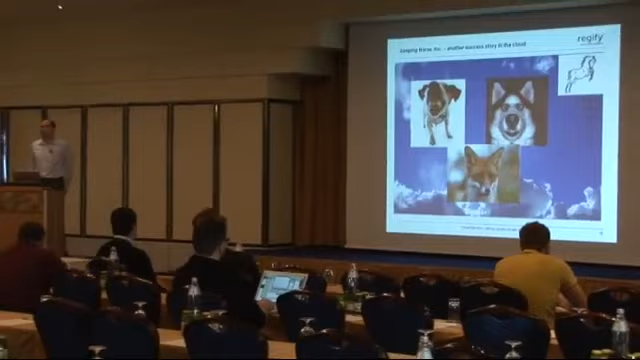 Leaping Horse, Inc. – another success story in the cloud
regify